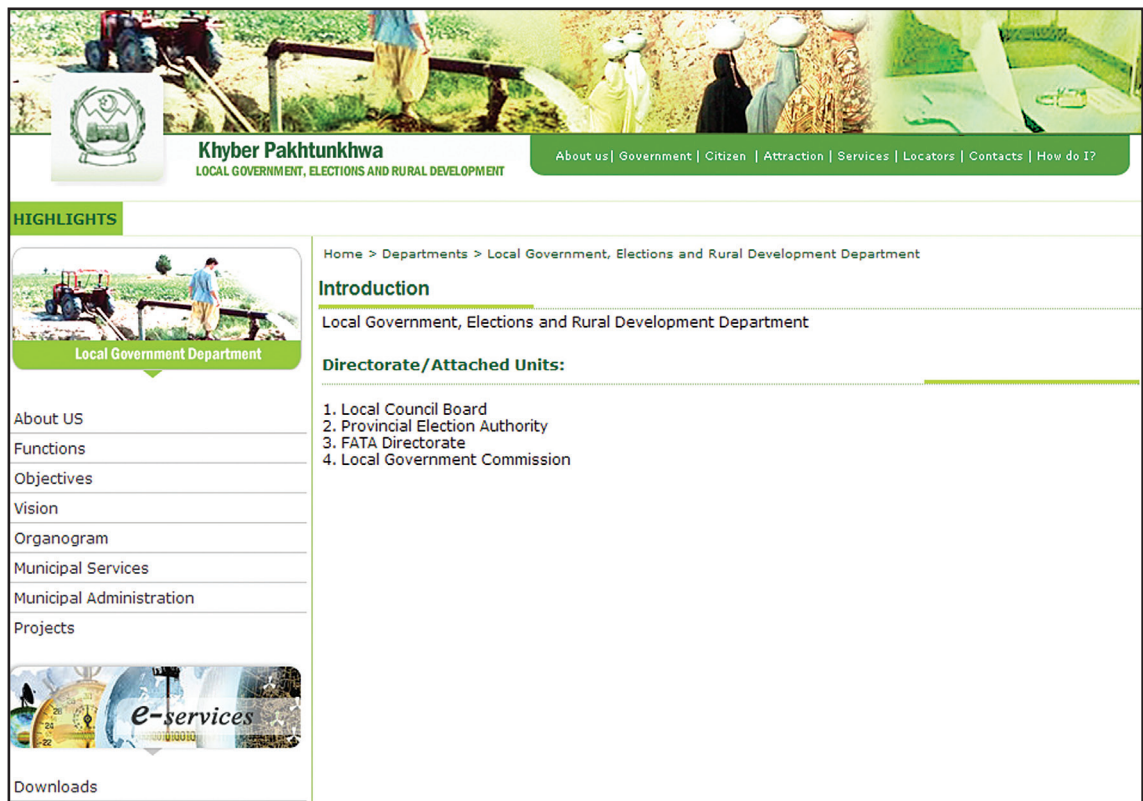 Khyber Pakhtunkhwa
LOCAL GOVERNMENT, ELECTIONS AND RURAL DEVELOPMENT
About us| Government | Citizen | Attraction | Services | Locators | Contacts | How do I?
HIGHLIGHTS
Local Government Department
About US
Functions
Objectives
Vision
Organogram
Municipal Services
Municipal Administration
Projects
e-services
Downloads
Home > Departments > Local Government, Elections and Rural Development Department
Introduction
Local Government, Elections and Rural Development Department
Directorate/Attached Units:
1. Local Council Board
2. Provincial Election Authority
3. FATA Directorate
4. Local Government Commission